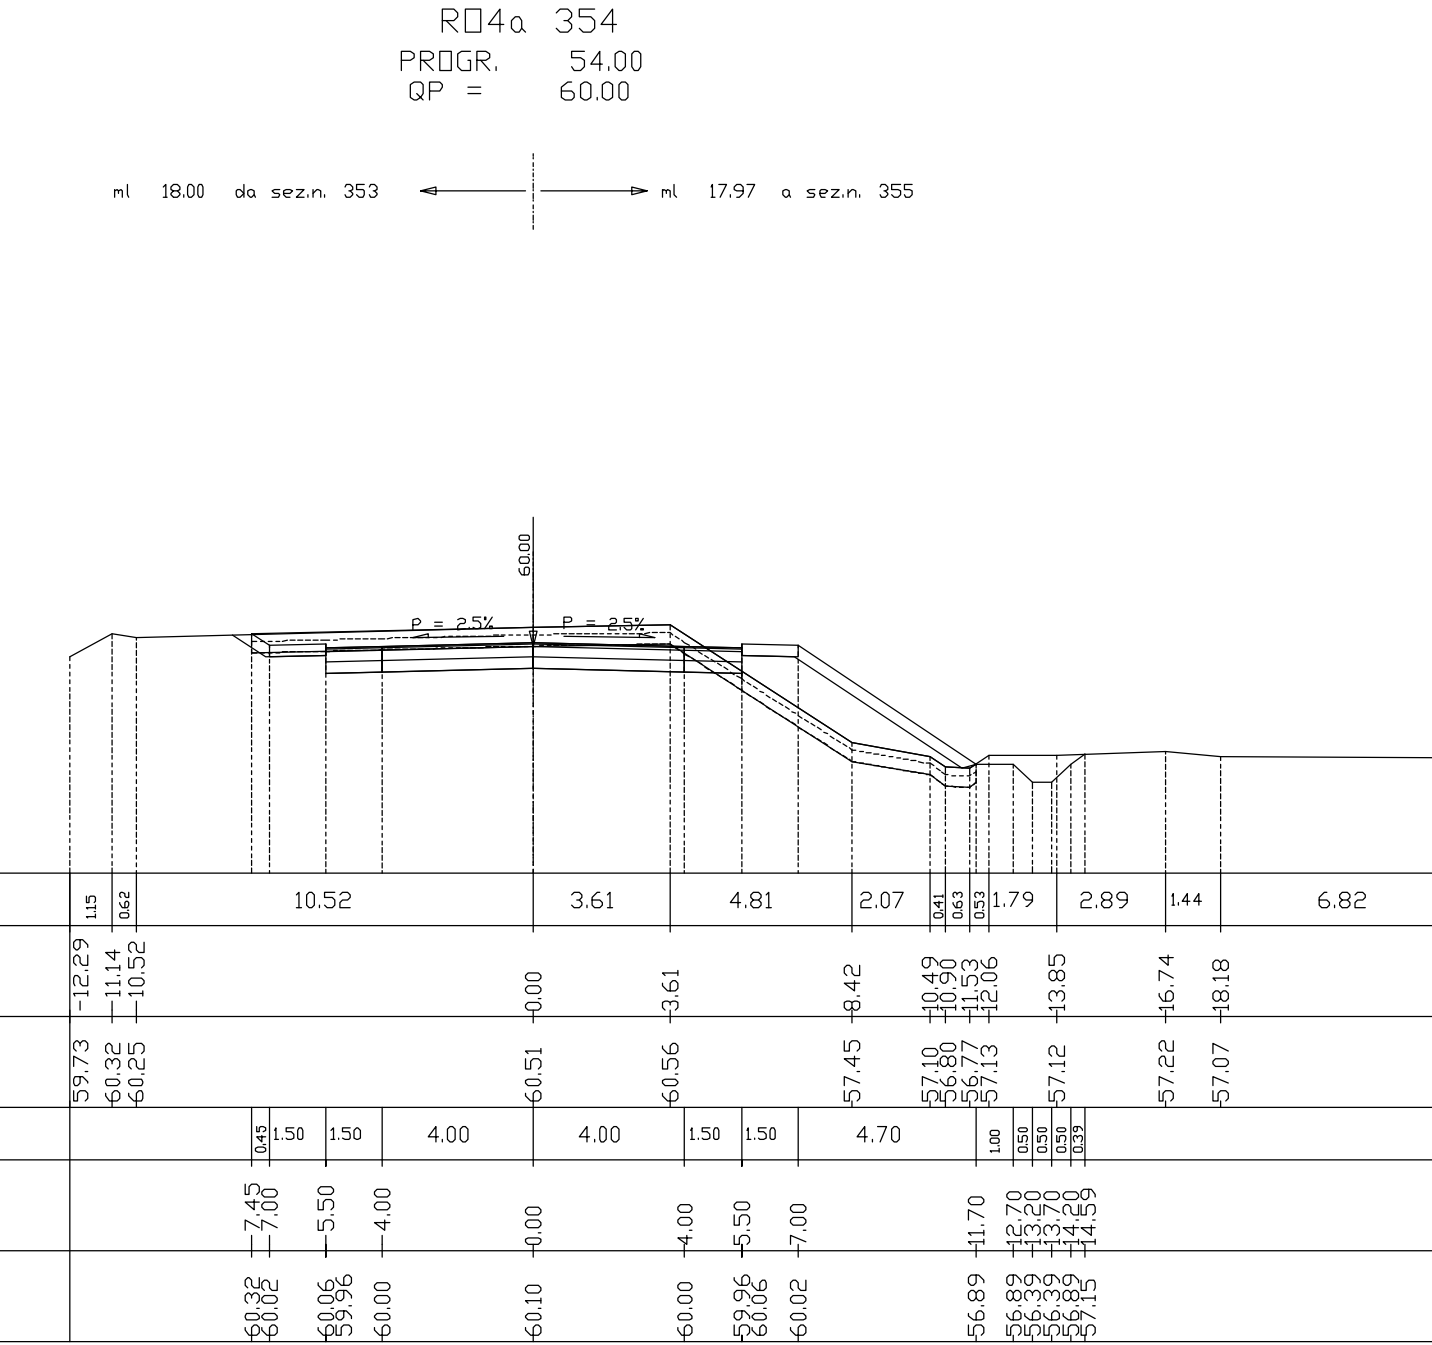 RO4a 354
PROGR. 54.00
QP = 60.00
ml 18.00 da sez.n. 353
ml 17.97 a sez.n. 355
60.00
P = 2.5%
P = 2.5%
1.15 0.62 10.52 3.61 4.81 2.07 0.41 0.63 0.53 1.79 2.89 1.44 6.82
-12.29 -11.14 -10.52 0.00 3.61 8.42 10.49 10.90 11.53 12.06 13.85 16.74 18.18
59.73 60.32 60.25 60.51 60.56 57.45 57.10 56.80 56.77 57.13 57.12 57.22 57.07
0.45 1.50 1.50 4.00 4.00 1.50 1.50 4.70 1.00 0.50 0.50 0.50 0.39
-7.45 -7.00 -5.50 -4.00 0.00 4.00 5.50 7.00 11.70 12.70 13.20 13.70 14.20 14.59
60.32 60.02 60.06 59.96 60.00 60.10 60.00 59.96 60.06 60.02 56.89 56.89 56.39 56.39 56.89 57.15